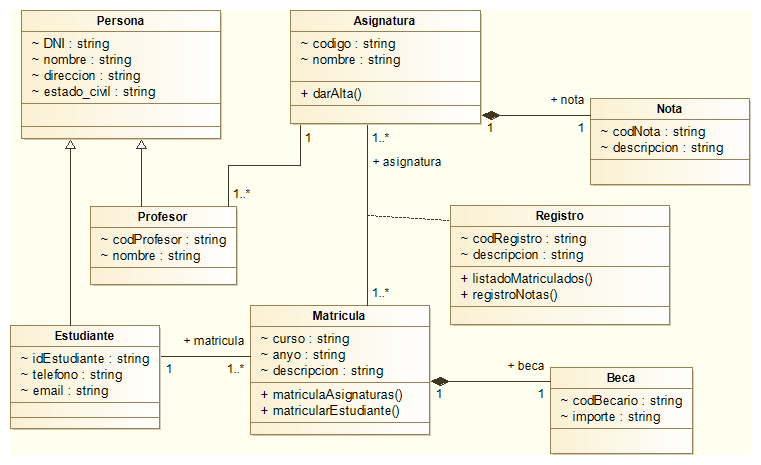 Persona
~ DNI : string
~ nombre : string
~ direccion : string
~ estado_civil : string
Asignatura
~ codigo : string
~ nombre : string
+ darAlta()
+ nota
1
1
Nota
~ codNota : string
~ descripcion : string
1
1..*
+ asignatura
1..*
Profesor
~ codProfesor : string
~ nombre : string
Registro
~ codRegistro : string
~ descripcion : string
+ listadoMatriculados()
+ registroNotas()
1..*
Estudiante
~ idEstudiante : string
~ telefono : string
~ email : string
+ matricula
1
1..*
Matricula
~ curso : string
~ anyo : string
~ descripcion : string
+ matriculaAsignaturas()
+ matricularEstudiante()
+ beca
1
1
Beca
~ codBecario : string
~ importe : string